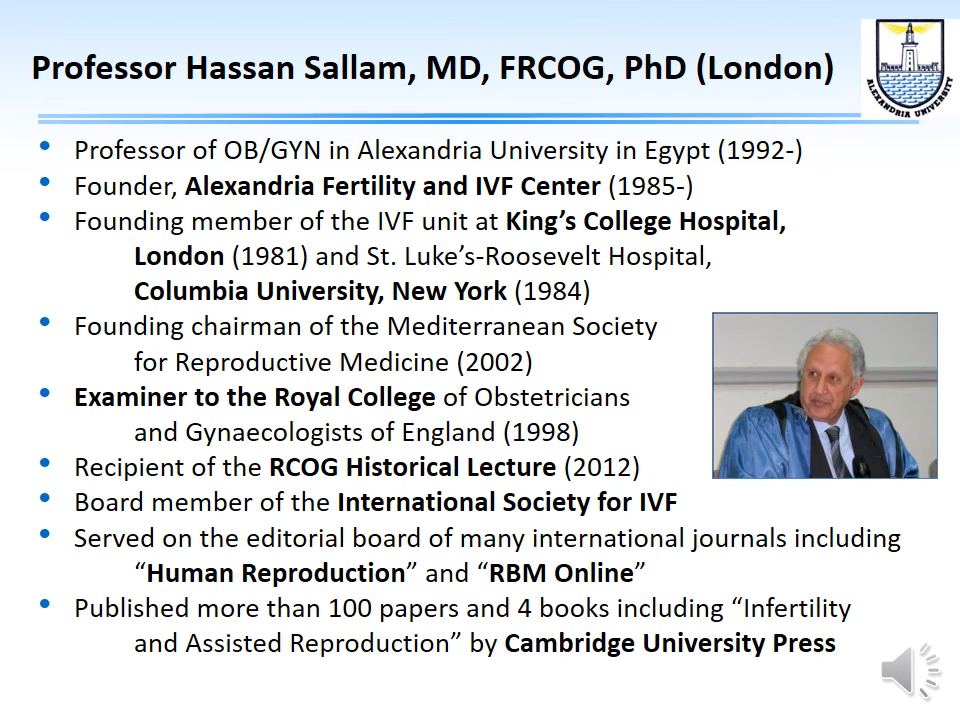 Professor Hassan Sallam, MD, FRCOG, PhD (London)
ALEXANDRIA UNIVERSITY
• Professor of OB/GYN in Alexandria University in Egypt (1992-)
• Founder, Alexandria Fertility and IVF Center (1985-)
• Founding member of the IVF unit at King’s College Hospital,
London (1981) and St. Luke’s-Roosevelt Hospital,
Columbia University, New York (1984)
• Founding chairman of the Mediterranean Society
for Reproductive Medicine (2002)
• Examiner to the Royal College of Obstetricians
and Gynaecologists of England (1998)
• Recipient of the RCOG Historical Lecture (2012)
• Board member of the International Society for IVF
• Served on the editorial board of many international journals including
“Human Reproduction” and “RBM Online”
• Published more than 100 papers and 4 books including “Infertility
and Assisted Reproduction” by Cambridge University Press